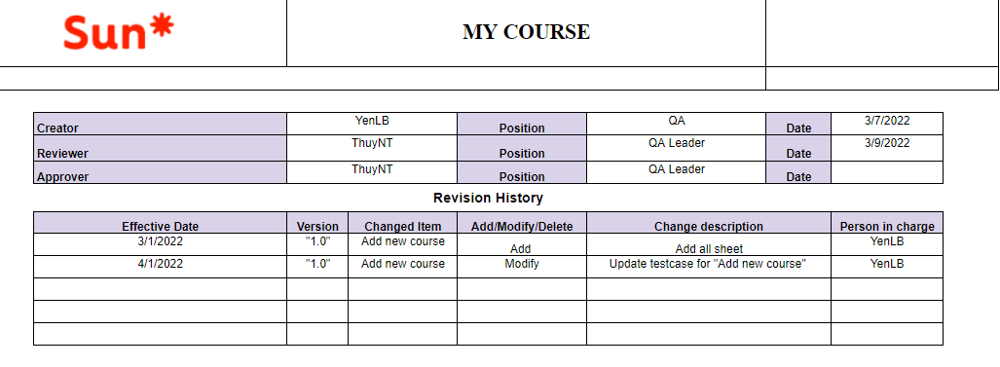 Sun*
MY COURSE
Creator YenLB Position QA Date 3/7/2022
Reviewer ThuyNT Position QA Leader Date 3/9/2022
Approver ThuyNT Position QA Leader Date
Revision History
Effective Date Version Changed Item Add/Modify/Delete Change description Person in charge
3/1/2022 "1.0" Add new course Add Add all sheet YenLB
4/1/2022 "1.0" Add new course Modify Update testcase for "Add new course" YenLB